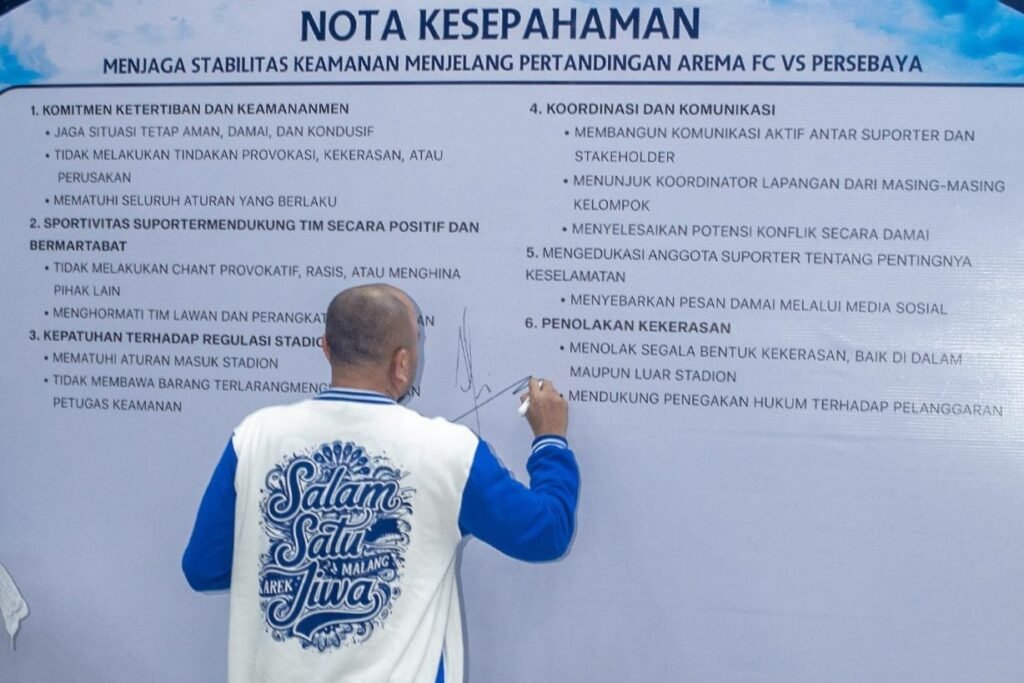 NOTA KESEPAHAMAN
MENJAGA STABILITAS KEAMANAN MENJELANG PERTANDINGAN AREMA FC VS PERSEBAYA
1. KOMITMEN KETERTIBAN DAN KEAMANANMEN
• JAGA SITUASI TETAP AMAN, DAMAI, DAN KONDUSIF
• TIDAK MELAKUKAN TINDAKAN PROVOKASI, KEKERASAN, ATAU
PERUSAKAN
• MEMATUHI SELURUH ATURAN YANG BERLAKU
2. SPORTIVITAS SUPORTERMENDUKUNG TIM SECARA POSITIF DAN
BERMARTABAT
• TIDAK MELAKUKAN CHANT PROVOKATIF, RASIS, ATAU MENGHINA
PIHAK LAIN
• MENGHORMATI TIM LAWAN DAN PERANGKAT
3. KEPATUHAN TERHADAP REGULASI
• MEMATUHI ATURAN MASUK STADION
• TIDAK MEMBAWA BARANG
PETUGAS KEAMANAN
4. KOORDINASI DAN KOMUNIKASI
• MEMBANGUN KOMUNIKASI AKTIF ANTAR SUPORTER DAN
STAKEHOLDER
• MENUNJUK KOORDINATOR LAPANGAN DARI MASING-MASING
KELOMPOK
• MENYELESAIKAN POTENSI KONFLIK SECARA DAMAI
5. MENGEDUKASI ANGGOTA SUPORTER TENTANG PENTINGNYA
KESELAMATAN
• MENYEBARKAN PESAN DAMAI MELALUI MEDIA SOSIAL
6. PENOLAKAN KEKERASAN
• MENOLAK SEGALA BENTUK KEKERASAN, BAIK DI DALAM
MAUPUN LUAR STADION
• MENDUKUNG PENEGAKAN HUKUM TERHADAP PELANGGARAN
Salam
Satu
AREK MALANG
Jiwa